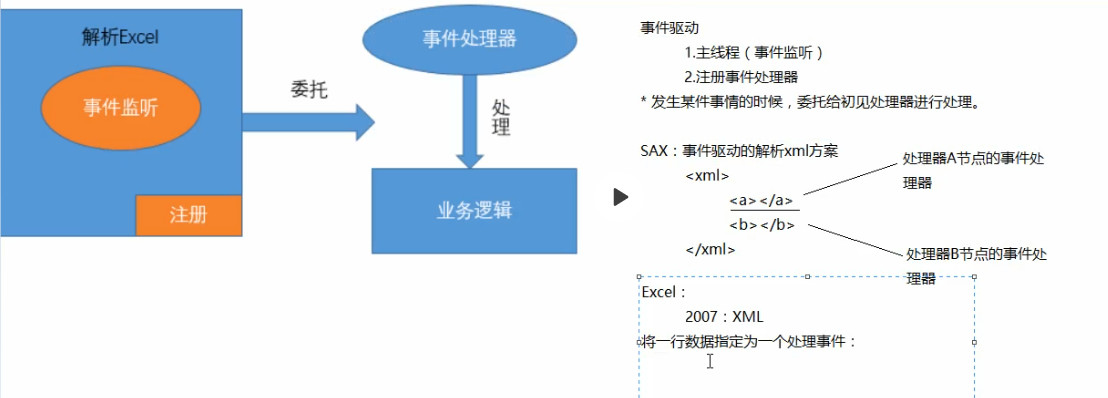 解析Excel
事件监听
注册
委托
事件处理器
处
理
业务逻辑
事件驱动
1.主线程（事件监听）
2.注册事件处理器
* 发生某件事情的时候，委托给初见处理器进行处理。
SAX：事件驱动的解析xml方案
<xml>
<a></a>
<b></b>
</xml>
处理器A节点的事件处
理器
处理器B节点的事件处
理器
Excel：
2007：XML
将一行数据指定为一个处理事件：